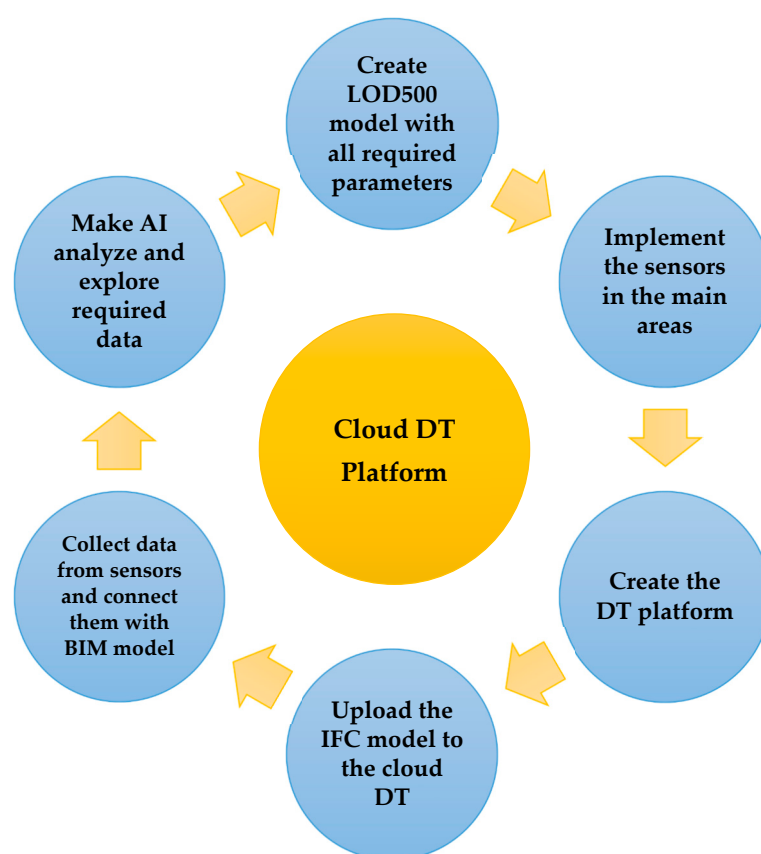 Create
LOD500
model with
all required
parameters
Implement
the sensors
in the main
areas
Create the
DT platform
Upload the
IFC model to
the cloud
DT
Collect data
from sensors
and connect
them with
BIM model
Make AI
analyze and
explore
required
data
Cloud DT
Platform